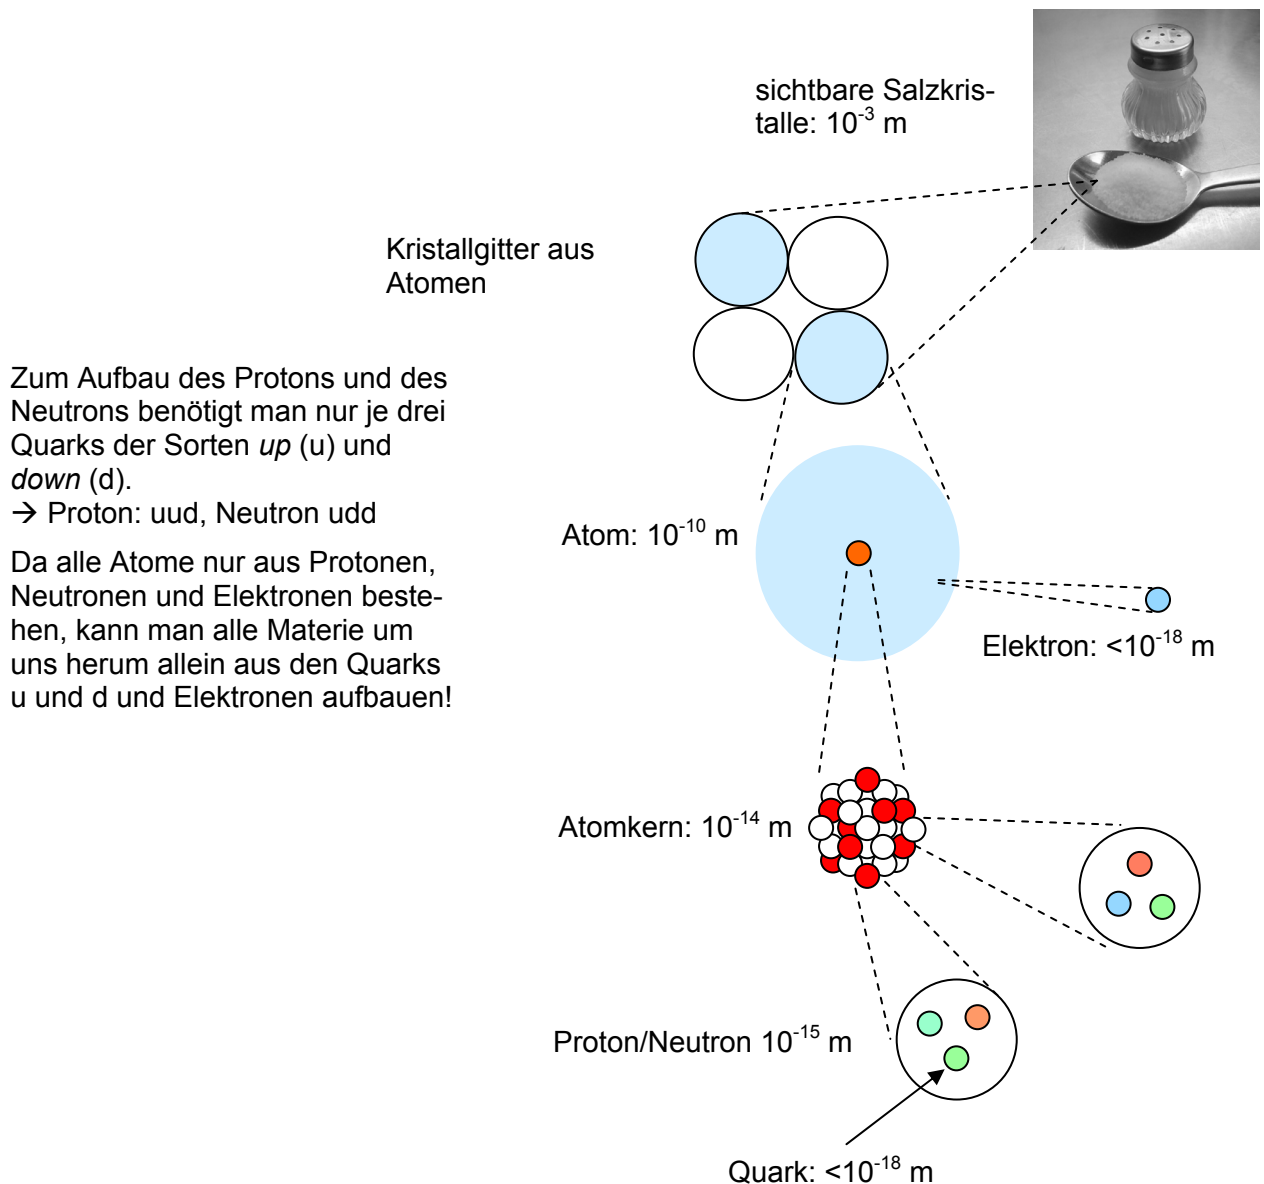 sichtbare Salzkris-
talle: 10⁻³ m
Kristallgitter aus
Atomen
Zum Aufbau des Protons und des
Neutrons benötigt man nur je drei
Quarks der Sorten up (u) und
down (d).
→ Proton: uud, Neutron udd
Da alle Atome nur aus Protonen,
Neutronen und Elektronen beste-
hen, kann man alle Materie um
uns herum allein aus den Quarks
u und d und Elektronen aufbauen!
Atom: 10⁻¹⁰ m
Elektron: <10⁻¹⁸ m
Atomkern: 10⁻¹⁴ m
Proton/Neutron 10⁻¹⁵ m
Quark: <10⁻¹⁸ m